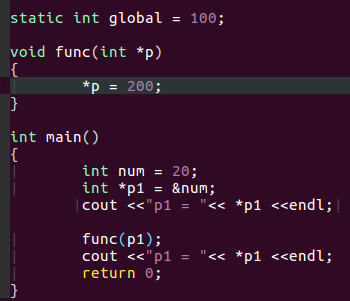 static int global = 100;
void func(int *p)
{
*p = 200;
}
int main()
{
int num = 20;
int *p1 = &num;
cout <<"p1 = "<< *p1 <<endl;
func(p1);
cout <<"p1 = "<< *p1 <<endl;
return 0;
}